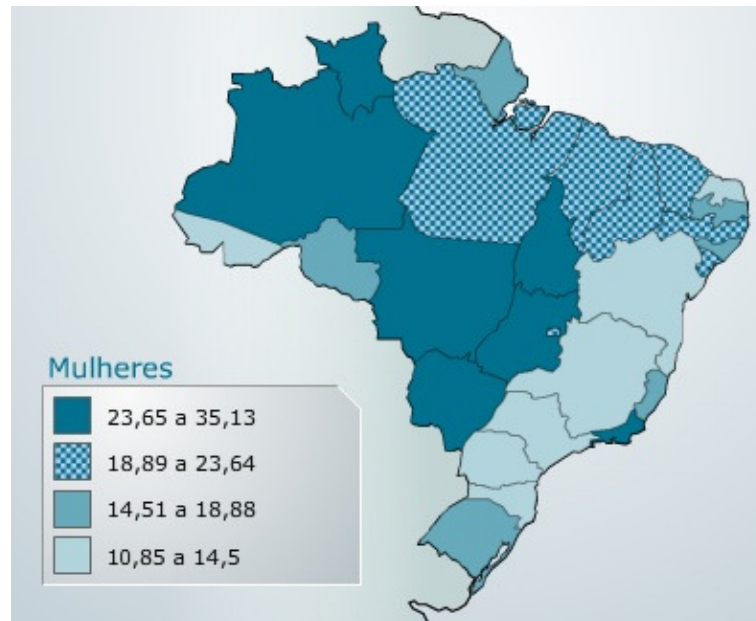 Mulheres
23,65 a 35,13
18,89 a 23,64
14,51 a 18,88
10,85 a 14,5